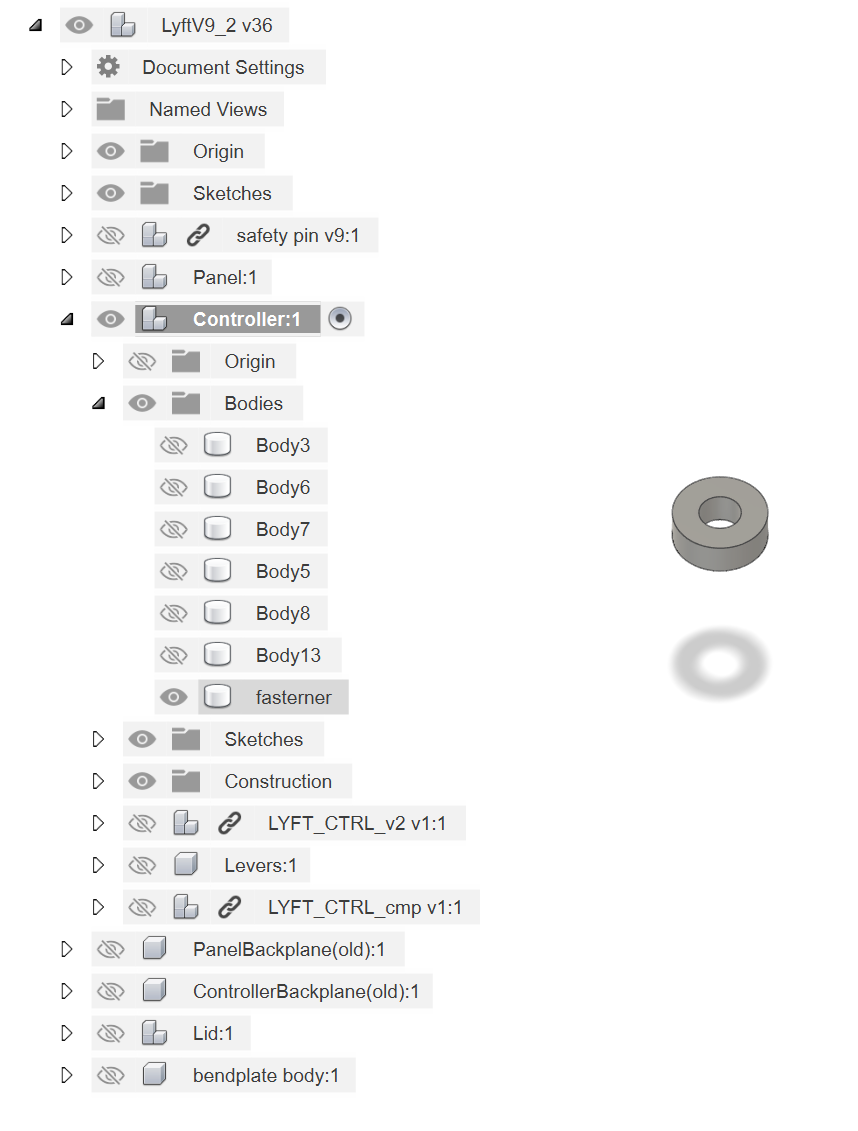 LyftV9_2 v36
Document Settings
Named Views
Origin
Sketches
safety pin v9:1
Panel:1
Controller:1
Origin
Bodies
Body3
Body6
Body7
Body5
Body8
Body13
fasterner
Sketches
Construction
LYFT_CTRL_v2 v1:1
Levers:1
LYFT_CTRL_cmp v1:1
PanelBackplane(old):1
ControllerBackplane(old):1
Lid:1
bendplate body:1